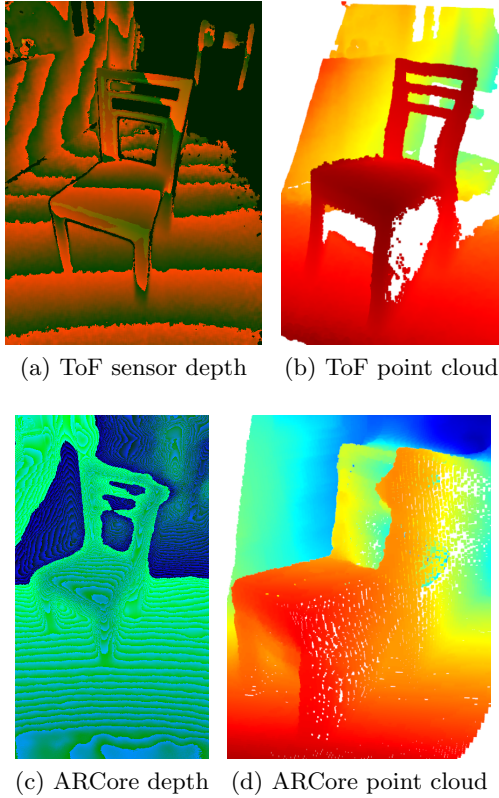 (a) ToF sensor depth
(b) ToF point cloud
(c) ARCore depth
(d) ARCore point cloud